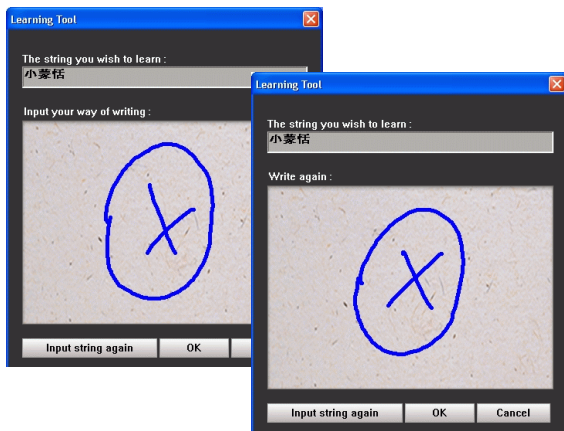 Learning Tool
The string you wish to learn :
小蒙恬
Input your way of writing :
Input string again
OK
Learning Tool
The string you wish to learn :
小蒙恬
Write again :
Input string again
OK
Cancel